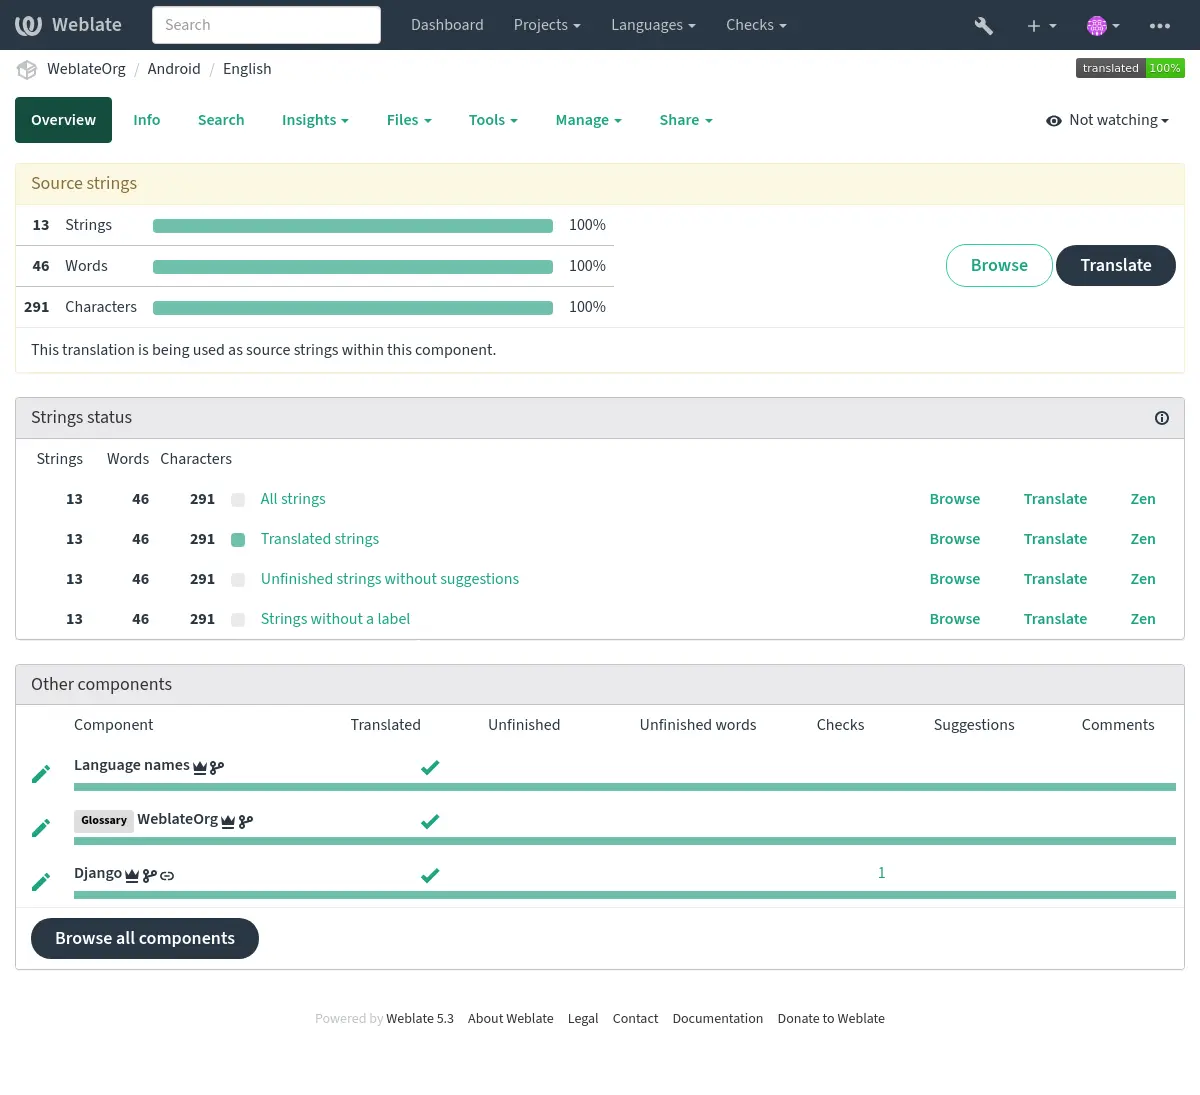 Weblate Search Dashboard Projects Languages Checks
WeblateOrg / Android / English translated 100%
Overview Info Search Insights Files Tools Manage Share Not watching
Source strings
13 Strings 100%
46 Words 100%
Browse Translate
291 Characters 100%
This translation is being used as source strings within this component.
Strings status
Strings Words Characters
13 46 291 All strings Browse Translate Zen
13 46 291 Translated strings Browse Translate Zen
13 46 291 Unfinished strings without suggestions Browse Translate Zen
13 46 291 Strings without a label Browse Translate Zen
Other components
Component Translated Unfinished Unfinished words Checks Suggestions Comments
Language names
Glossary WeblateOrg
Django 1
Browse all components
Powered by Weblate 5.3 About Weblate Legal Contact Documentation Donate to Weblate